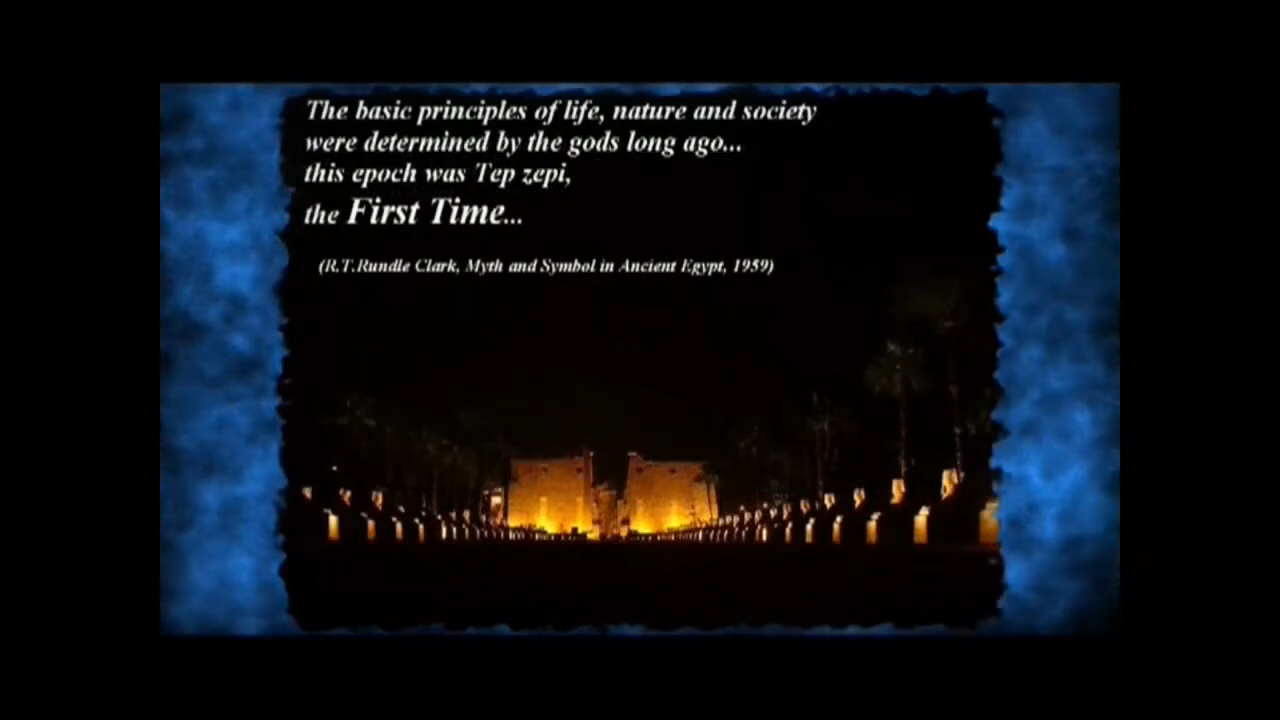 The basic principles of life, nature and society
were determined by the gods long ago...
this epoch was Tep zepi,
the First Time...
(R.T.Rundle Clark, Myth and Symbol in Ancient Egypt, 1959)